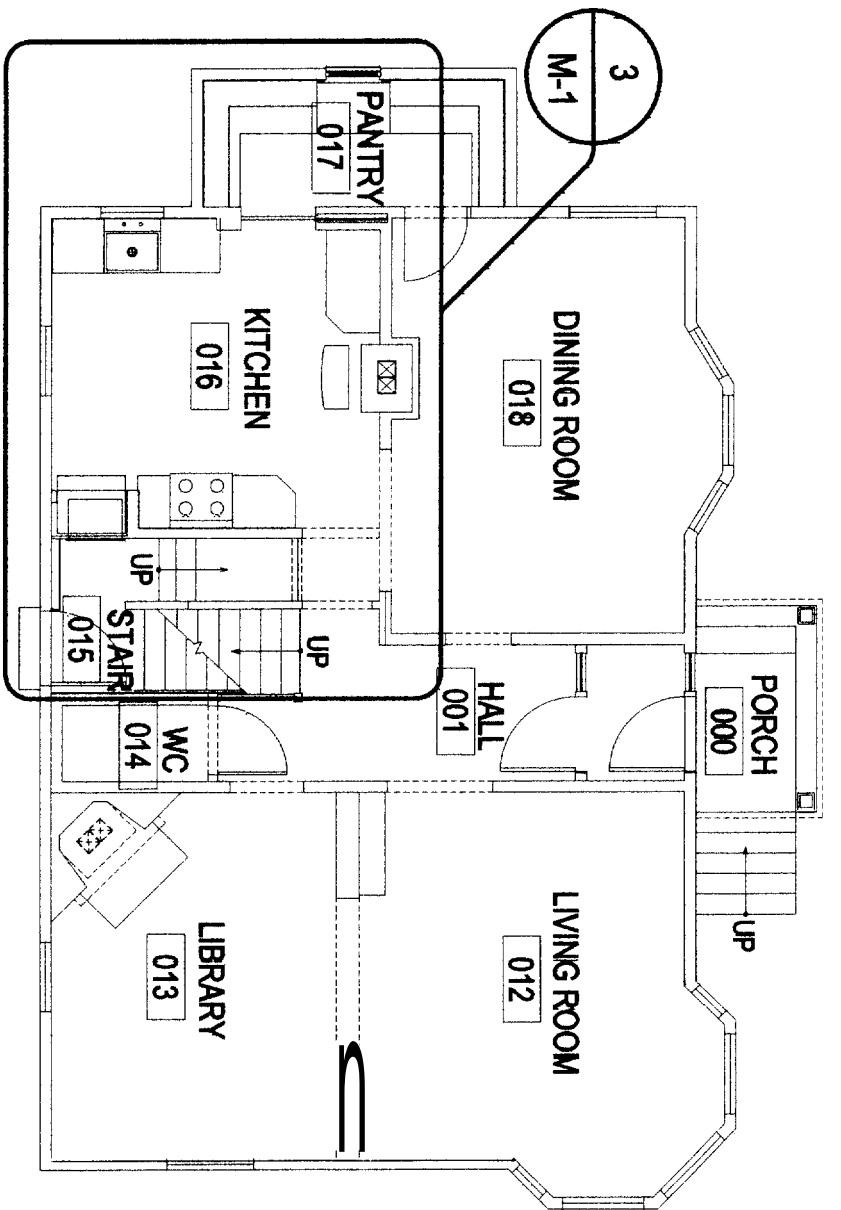 3
M-1
PANTRY
017
KITCHEN
016
DINING ROOM
018
UP
UP
STAIR
015
HALL
001
PORCH
000
WC
014
UP
LIBRARY
013
LIVING ROOM
012